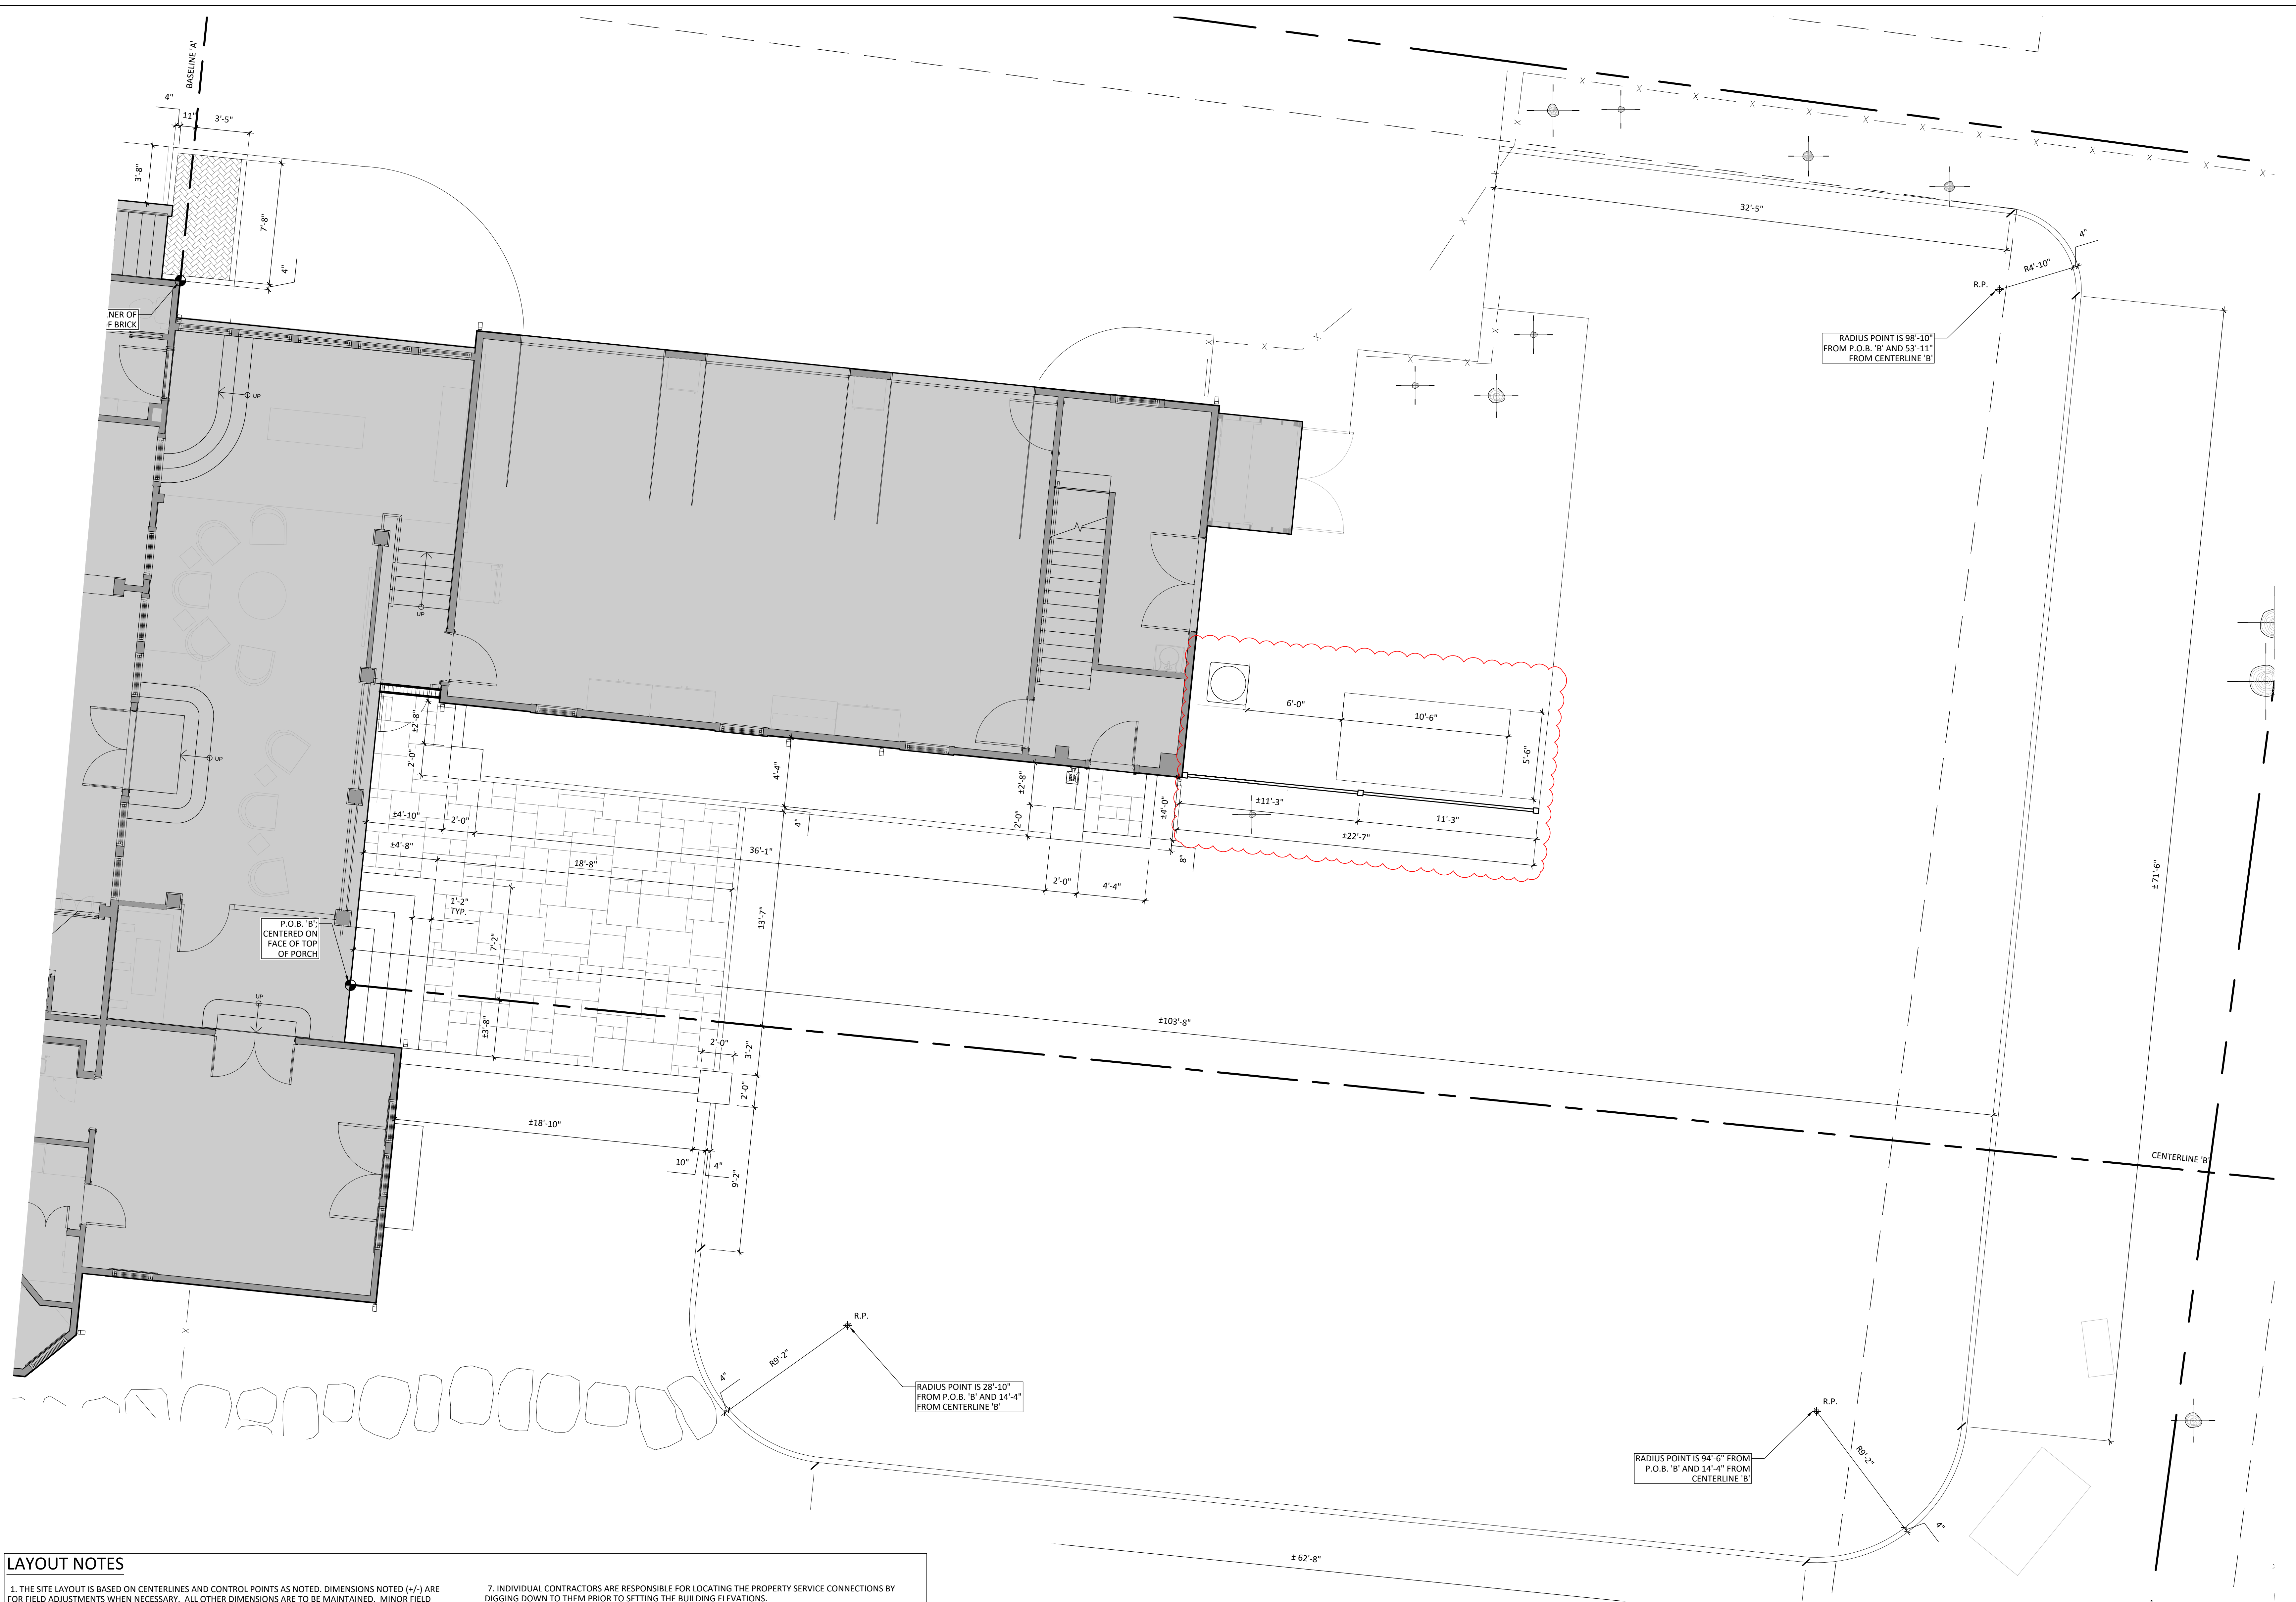 BASELINE 'A'
4"
11"
3'-5"
3'-8"
7'-8"
4"
NER OF
F BRICK
32'-5"
4"
R4'-10"
R.P.
RADIUS POINT IS 98'-10"
FROM P.O.B. 'B' AND 53'-11"
FROM CENTERLINE 'B'
UP
UP
UP
UP
6'-0"
10'-6"
5'-6"
±11'-3"
11'-3"
±22'-7"
±2'-8"
2'-0"
4'-4"
±2'-8"
2'-0"
±4'-0"
8"
±4'-10"
2'-0"
4"
±4'-8"
18'-8"
36'-1"
2'-0"
4'-4"
1'-2"
TYP.
7'-2"
13'-7"
P.O.B. 'B';
CENTERED ON
FACE OF TOP
OF PORCH
±3'-8"
±103'-8"
2'-0"
3'-2"
2'-0"
±18'-10"
10"
4"
9'-2"
± 71'-6"
CENTERLINE 'B'
R.P.
R9'-2"
4"
RADIUS POINT IS 28'-10"
FROM P.O.B. 'B' AND 14'-4"
FROM CENTERLINE 'B'
R.P.
R9'-2"
4"
RADIUS POINT IS 94'-6" FROM
P.O.B. 'B' AND 14'-4" FROM
CENTERLINE 'B'
± 62'-8"
LAYOUT NOTES
1. THE SITE LAYOUT IS BASED ON CENTERLINES AND CONTROL POINTS AS NOTED. DIMENSIONS NOTED (+/-) ARE
FOR FIELD ADJUSTMENTS WHEN NECESSARY. ALL OTHER DIMENSIONS ARE TO BE MAINTAINED. MINOR FIELD
7. INDIVIDUAL CONTRACTORS ARE RESPONSIBLE FOR LOCATING THE PROPERTY SERVICE CONNECTIONS BY
DIGGING DOWN TO THEM PRIOR TO SETTING THE BUILDING ELEVATIONS.